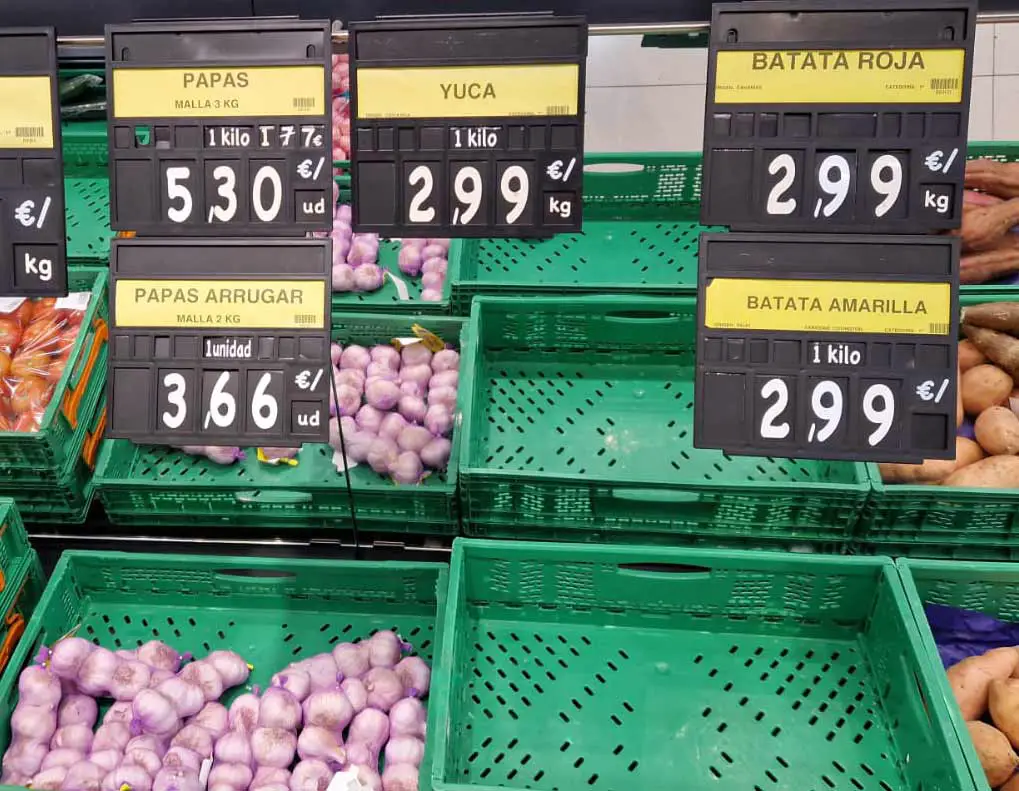 €/
kg
PAPAS
MALLA 3 KG
1 kilo 1 77€
5,30 €/
ud
PAPAS ARRUGAR
MALLA 2 KG
1unidad
3,66 €/
ud
YUCA
1 kilo
2,99 €/
kg
BATATA ROJA
2,99 €/
kg
BATATA AMARILLA
1 kilo
2,99 €/